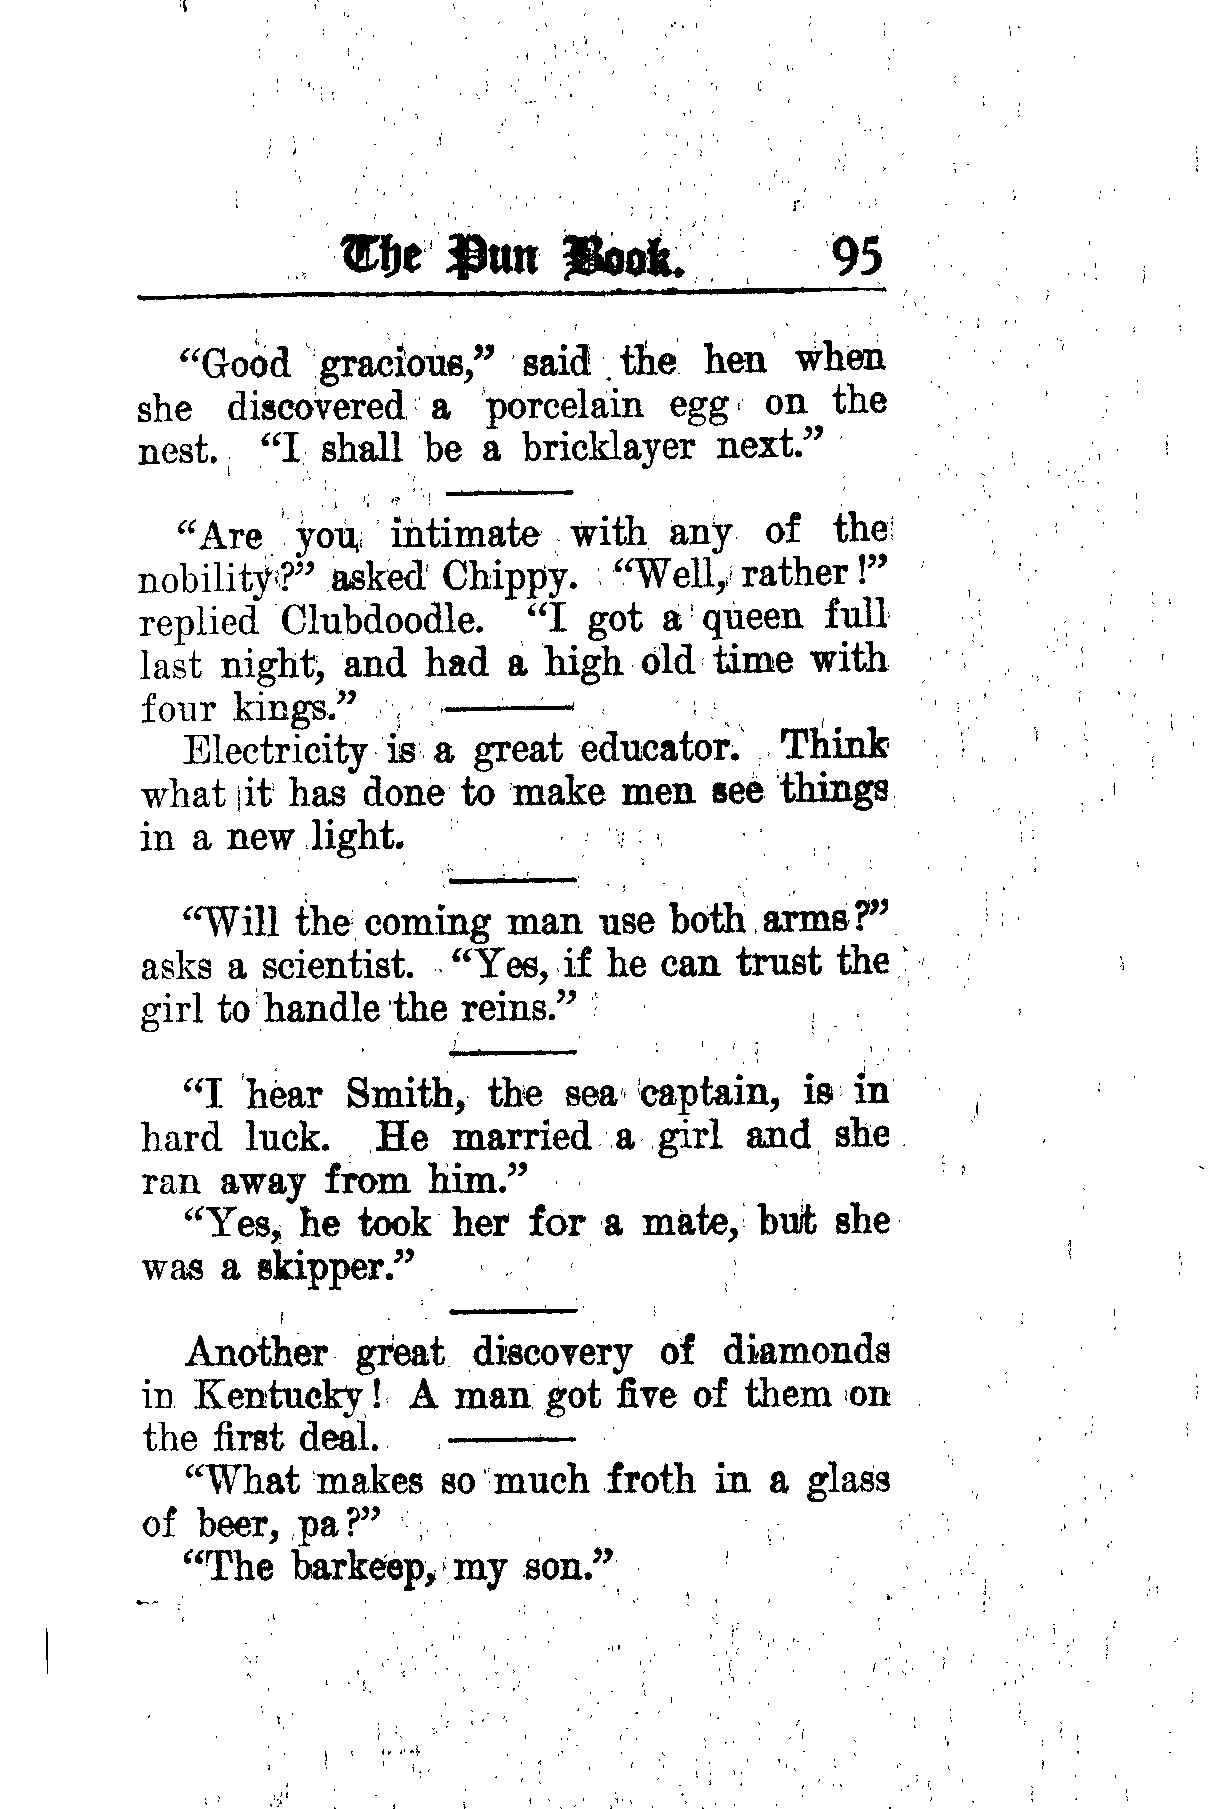 The Pun Book. 95
“Good gracious,” said the hen when
she discovered a porcelain egg on the
nest. “I shall be a bricklayer next.”
“Are you intimate with any of the
nobility?” asked Chippy. “Well, rather!”
replied Clubdoodle. “I got a queen full
last night, and had a high old time with
four kings.”
Electricity is a great educator. Think
what it has done to make men see things
in a new light.
“Will the coming man use both arms?”
asks a scientist. “Yes, if he can trust the
girl to handle the reins.”
“I hear Smith, the sea captain, is in
hard luck. He married a girl and she
ran away from him.”
“Yes, he took her for a mate, but she
was a skipper.”
Another great discovery of diamonds
in Kentucky! A man got five of them on
the first deal.
“What makes so much froth in a glass
of beer, pa?”
“The barkeep, my son.”